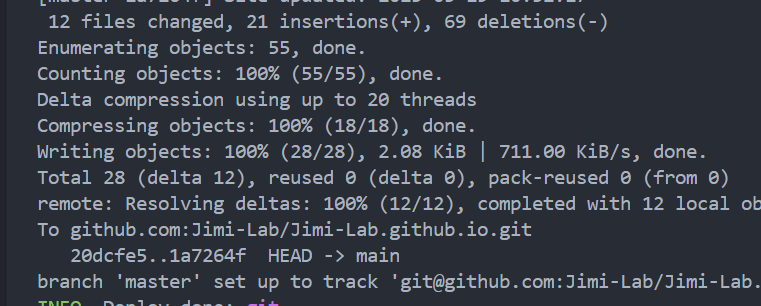 12 files changed, 21 insertions(+), 69 deletions(-)
Enumerating objects: 55, done.
Counting objects: 100% (55/55), done.
Delta compression using up to 20 threads
Compressing objects: 100% (18/18), done.
Writing objects: 100% (28/28), 2.08 KiB | 711.00 KiB/s, done.
Total 28 (delta 12), reused 0 (delta 0), pack-reused 0 (from 0)
remote: Resolving deltas: 100% (12/12), completed with 12 local ob
To github.com:Jimi-Lab/Jimi-Lab.github.io.git
20dcfe5..1a7264f HEAD -> main
branch 'master' set up to track 'git@github.com:Jimi-Lab/Jimi-Lab.
INFO Deploy done: git